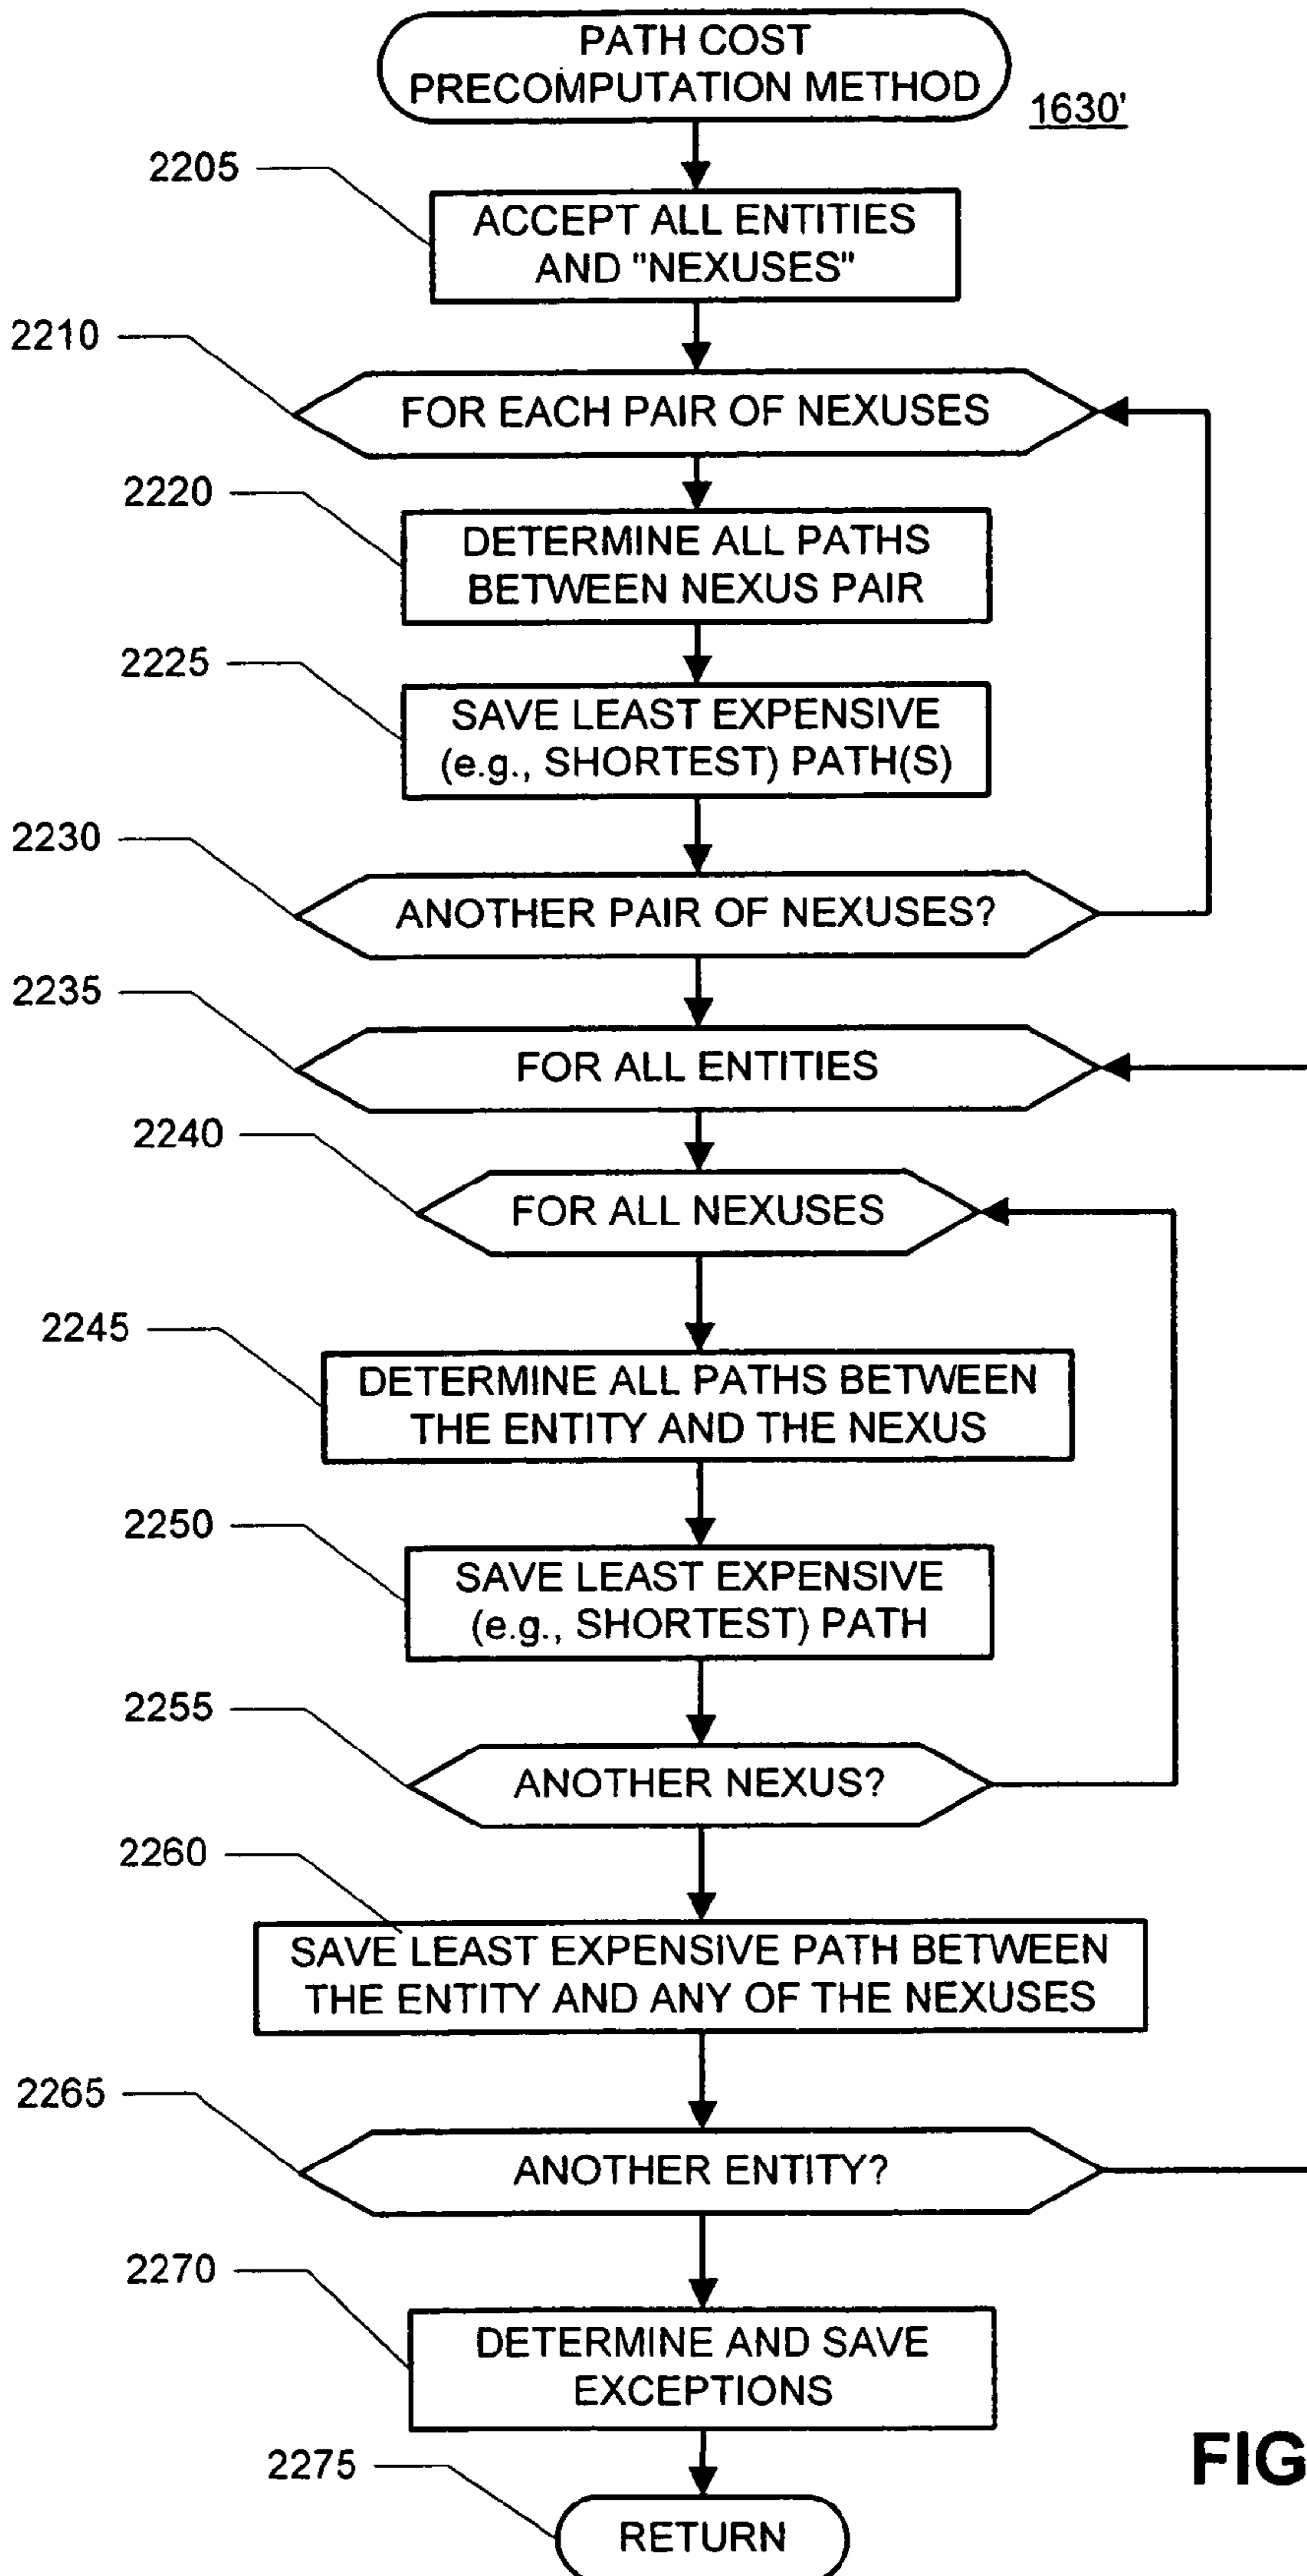 PATH COST
PRECOMPUTATION METHOD
1630'
2205
ACCEPT ALL ENTITIES
AND "NEXUSES"
2210
FOR EACH PAIR OF NEXUSES
2220
DETERMINE ALL PATHS
BETWEEN NEXUS PAIR
2225
SAVE LEAST EXPENSIVE
(e.g., SHORTEST) PATH(S)
2230
ANOTHER PAIR OF NEXUSES?
2235
FOR ALL ENTITIES
2240
FOR ALL NEXUSES
2245
DETERMINE ALL PATHS BETWEEN
THE ENTITY AND THE NEXUS
2250
SAVE LEAST EXPENSIVE
(e.g., SHORTEST) PATH
2255
ANOTHER NEXUS?
2260
SAVE LEAST EXPENSIVE PATH BETWEEN
THE ENTITY AND ANY OF THE NEXUSES
2265
ANOTHER ENTITY?
2270
DETERMINE AND SAVE
EXCEPTIONS
2275
RETURN
FIG